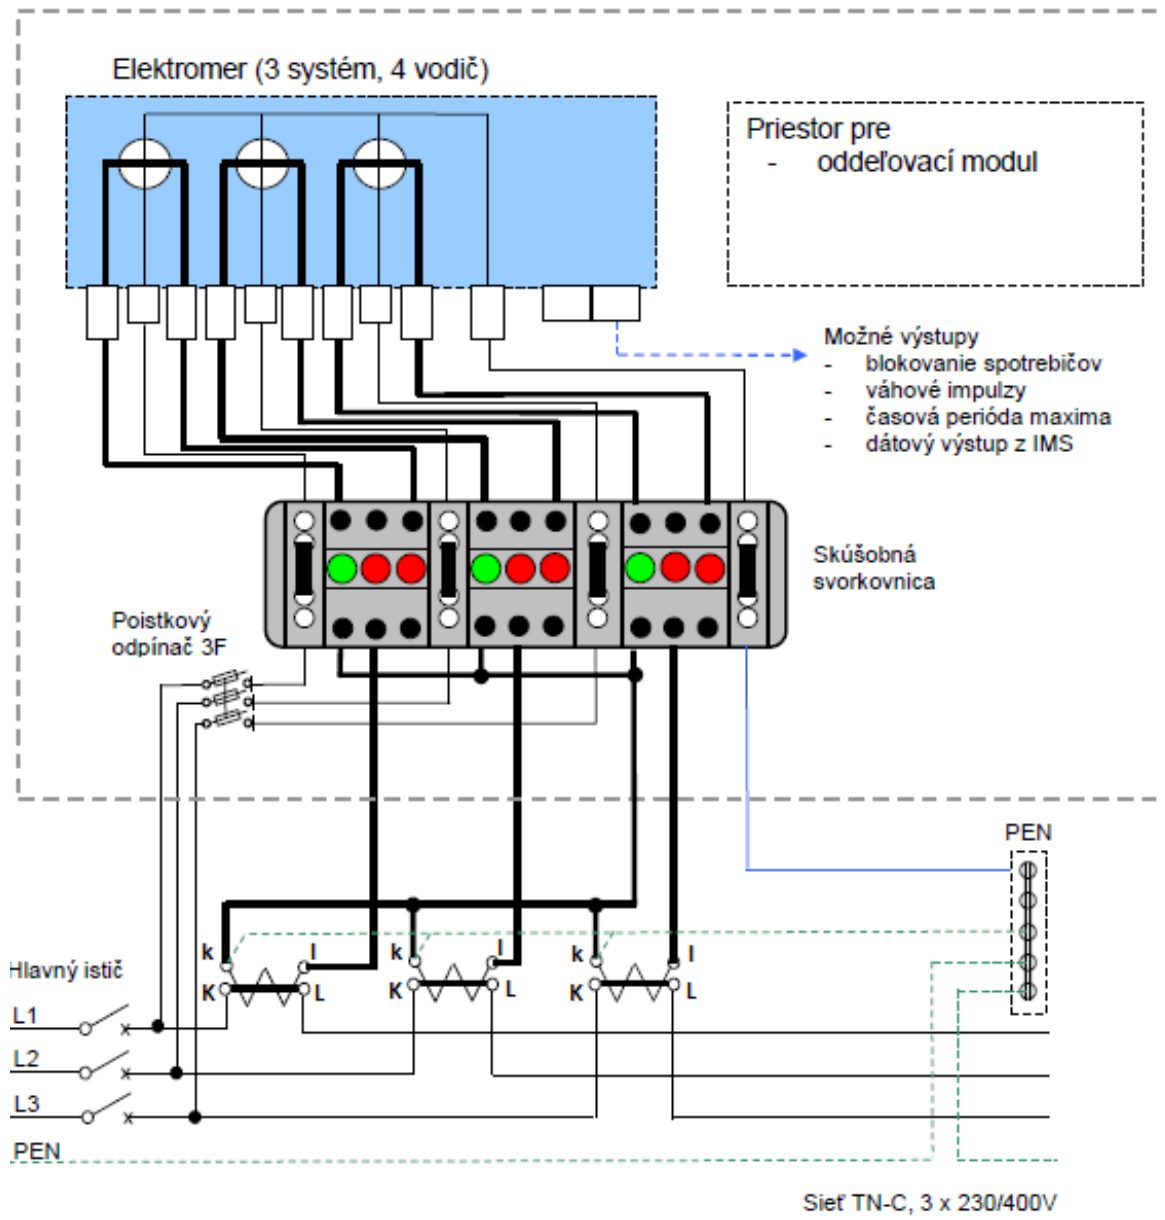 Elektromer (3 systém, 4 vodič)
Priestor pre
- oddeľovací modul
Možné výstupy
- blokovanie spotrebičov
- váhové impulzy
- časová perióda maxima
- dátový výstup z IMS
Skúšobná
svorkovnica
Poistkový
odpínač 3F
PEN
k l k l k l
Hlavný istič
K L K L K L
L1
L2
L3
PEN
Sieť TN-C, 3 x 230/400V